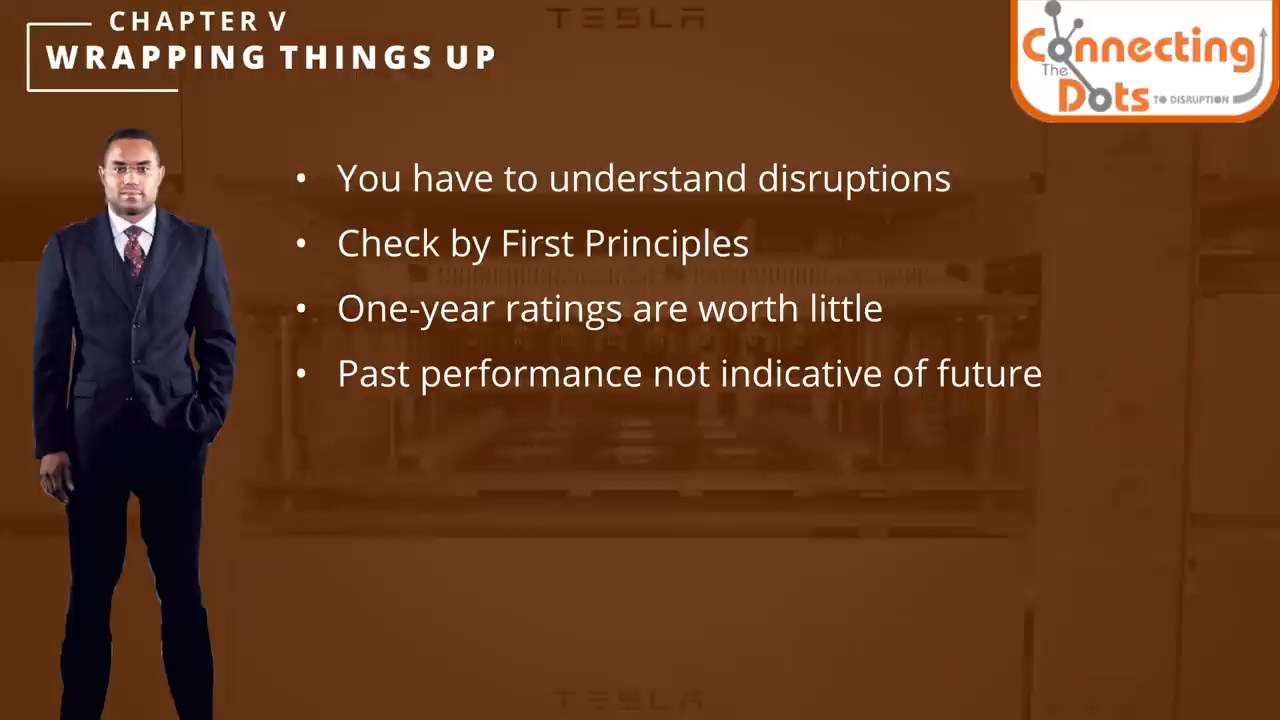 CHAPTER V
WRAPPING THINGS UP
TESLA
Connecting
The
Dots TO DISRUPTION
• You have to understand disruptions
• Check by First Principles
• One-year ratings are worth little
• Past performance not indicative of future
TESLA